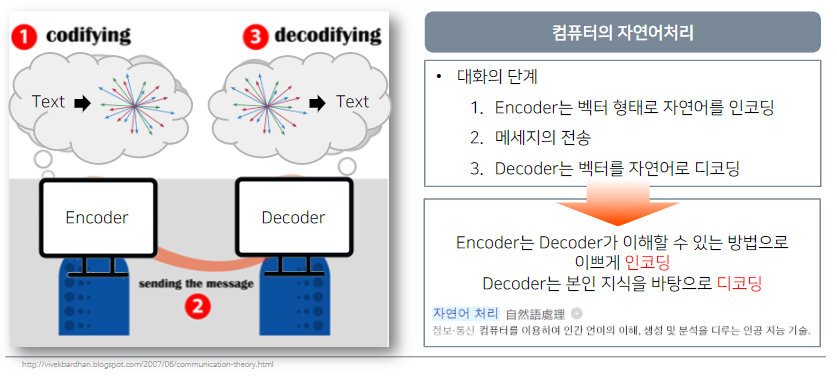 1 codifying
3 decodifying
Text
Text
Encoder
Decoder
sending the message
2
컴퓨터의 자연어처리
• 대화의 단계
1. Encoder는 벡터 형태로 자연어를 인코딩
2. 메세지의 전송
3. Decoder는 벡터를 자연어로 디코딩
Encoder는 Decoder가 이해할 수 있는 방법으로
이쁘게 인코딩
Decoder는 본인 지식을 바탕으로 디코딩
자연어 처리 自然語處理
정보·통신 컴퓨터를 이용하여 인간 언어의 이해, 생성 및 분석을 다루는 인공 지능 기술.
http://vivekbardhan.blogspot.com/2007/06/communication-theory.html